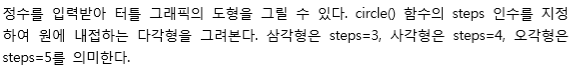 정수를 입력받아 터틀 그래픽의 도형을 그릴 수 있다. circle() 함수의 steps 인수를 지정
하여 원에 내접하는 다각형을 그려본다. 삼각형은 steps=3, 사각형은 steps=4, 오각형은
steps=5를 의미한다.